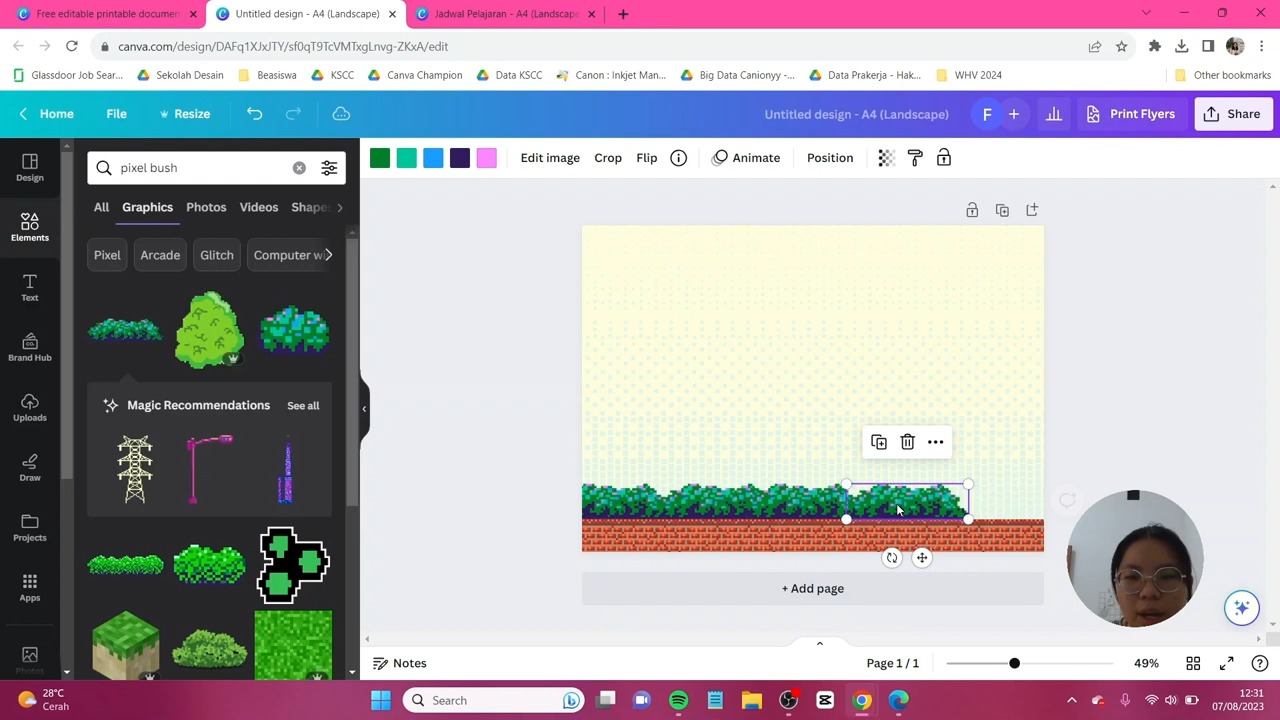 Free editable printable documen
Untitled design - A4 (Landscape)
Jadwal Pelajaran - A4 (Landscape
canva.com/design/DAFq1XJxJTY/sf0qT9TcVMTxgLnvg-ZKxA/edit
Glassdoor Job Sear...
Sekolah Desain
Beasiswa
KSCC
Canva Champion
Data KSCC
Canon : Inkjet Man...
Big Data Canionyy -...
Data Prakerja - Hak...
WHV 2024
Other bookmarks
Home
File
Resize
Untitled design - A4 (Landscape)
F
Print Flyers
Share
Design
Elements
Text
Brand Hub
Uploads
Draw
Projects
Apps
Photos
pixel bush
All
Graphics
Photos
Videos
Shape
Pixel
Arcade
Glitch
Computer wi
Magic Recommendations
See all
Edit image
Crop
Flip
Animate
Position
+ Add page
Notes
Page 1 / 1
49%
28°C
Cerah
Search
12:31
07/08/2023